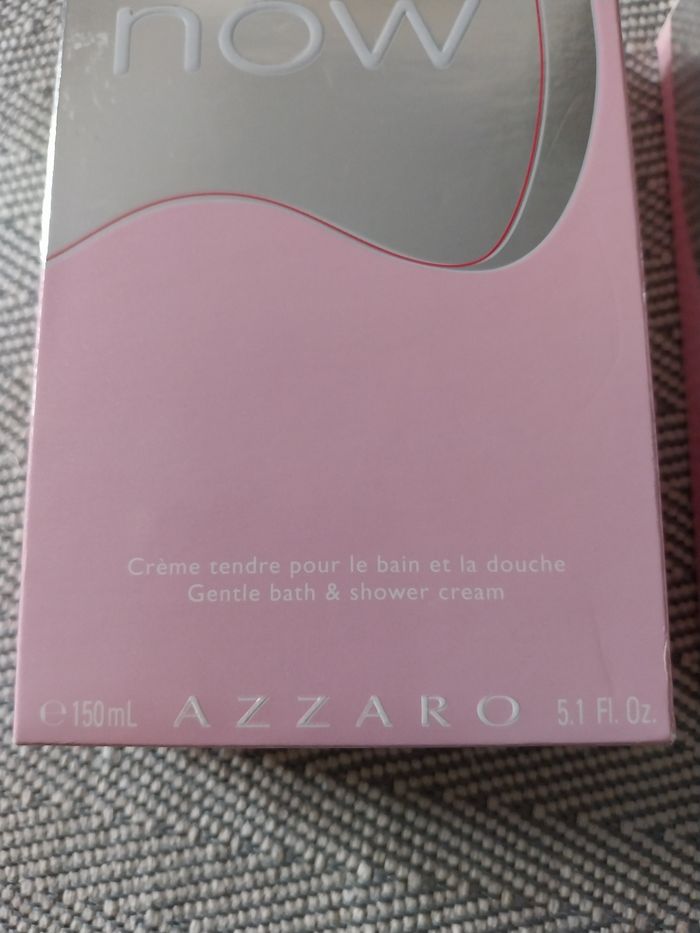 now
Crème tendre pour le bain et la douche
Gentle bath & shower cream
℮150mL AZZARO 5.1 Fl. Oz.